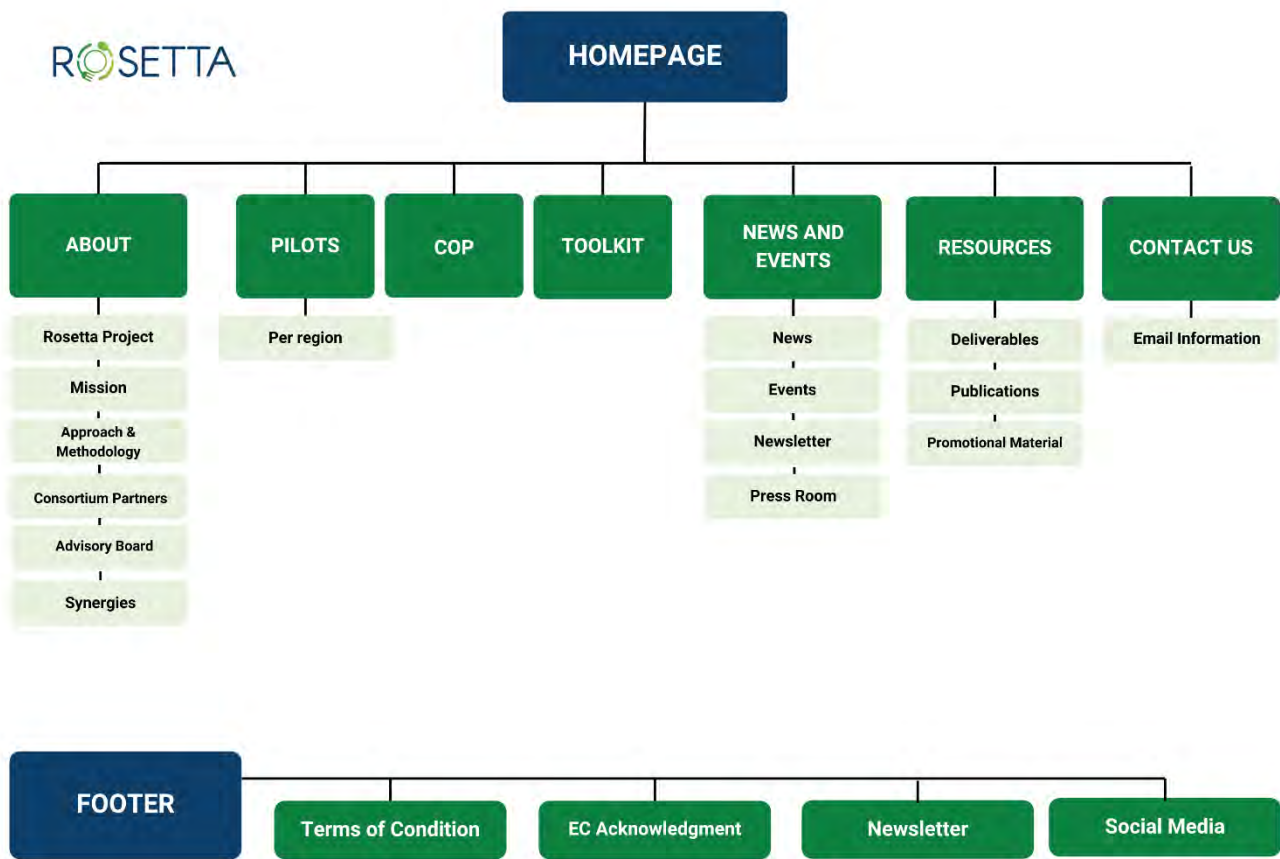 ROSETTA
HOMEPAGE
ABOUT
PILOTS
COP
TOOLKIT
NEWS AND
EVENTS
RESOURCES
CONTACT US
Rosetta Project
Mission
Approach &
Methodology
Consortium Partners
Advisory Board
Synergies
Per region
News
Events
Newsletter
Press Room
Deliverables
Publications
Promotional Material
Email Information
FOOTER
Terms of Condition
EC Acknowledgment
Newsletter
Social Media